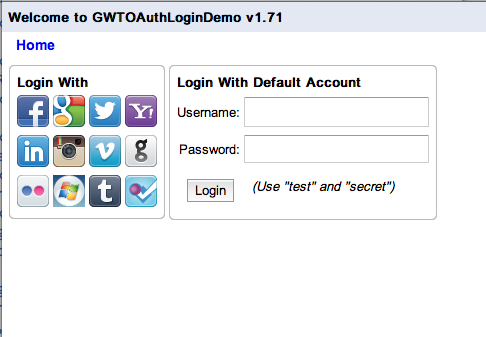 Welcome to GWTOAuthLoginDemo v1.71
Home
Login With
Login With Default Account
Username:
Password:
Login
(Use "test" and "secret")